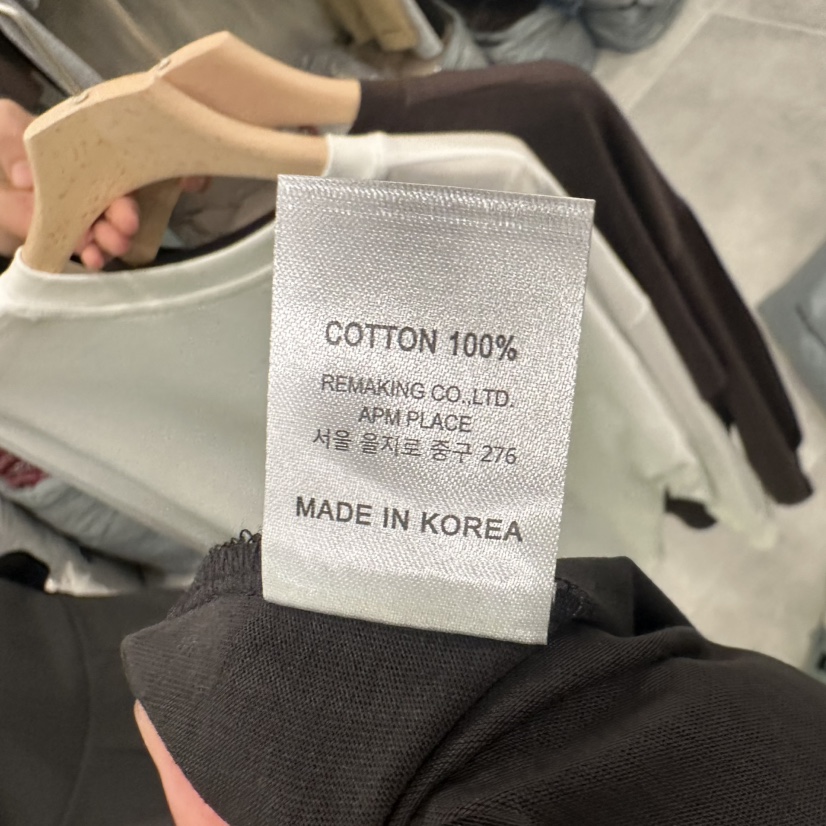 COTTON 100%
REMAKING CO.,LTD.
APM PLACE
서울 을지로 중구 276
MADE IN KOREA